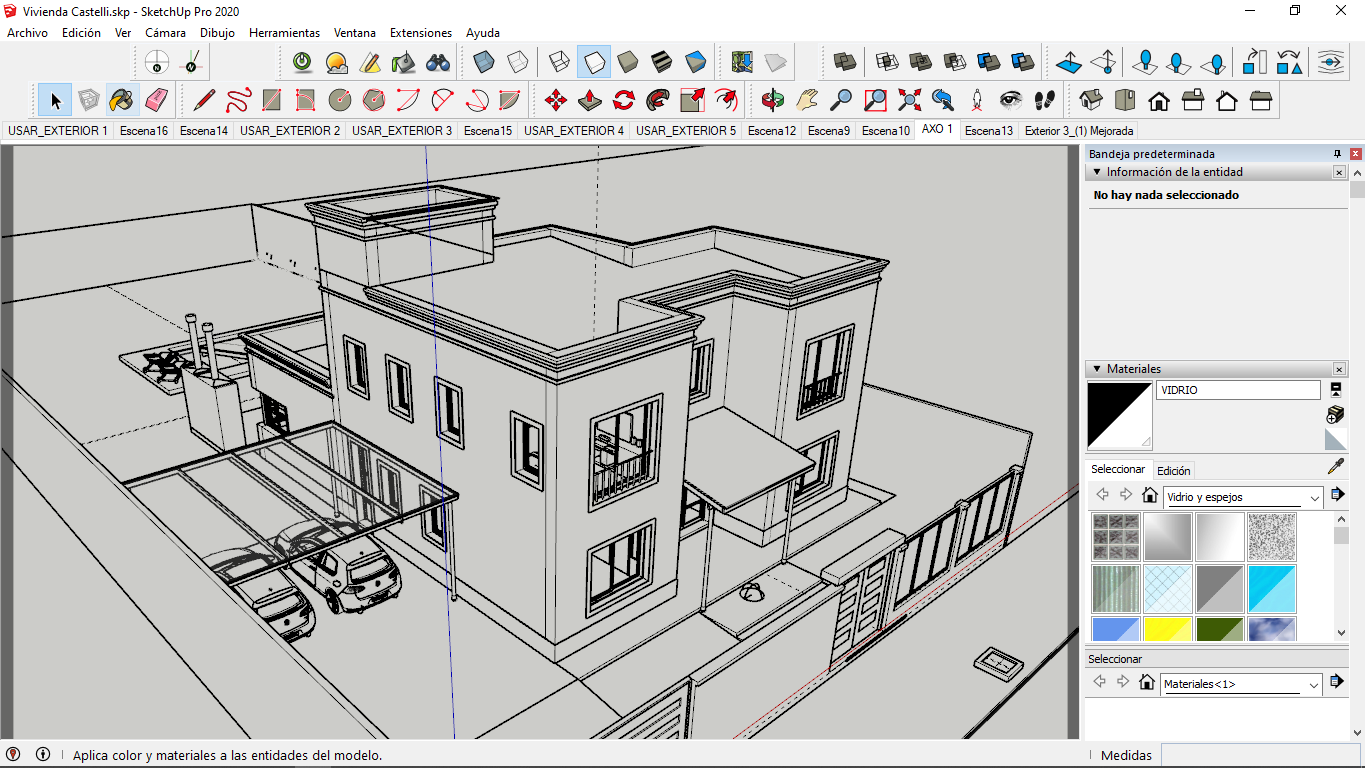 Vivienda Castelli.skp - SketchUp Pro 2020
Archivo Edición Ver Cámara Dibujo Herramientas Ventana Extensiones Ayuda
USAR_EXTERIOR 1 Escena16 Escena14 USAR_EXTERIOR 2 USAR_EXTERIOR 3 Escena15 USAR_EXTERIOR 4 USAR_EXTERIOR 5 Escena12 Escena9 Escena10 AXO 1 Escena13 Exterior 3_(1) Mejorada
Bandeja predeterminada
Información de la entidad
No hay nada seleccionado
Materiales
VIDRIO
Seleccionar Edición
Vidrio y espejos
Seleccionar
Materiales<1>
Aplica color y materiales a las entidades del modelo.
Medidas